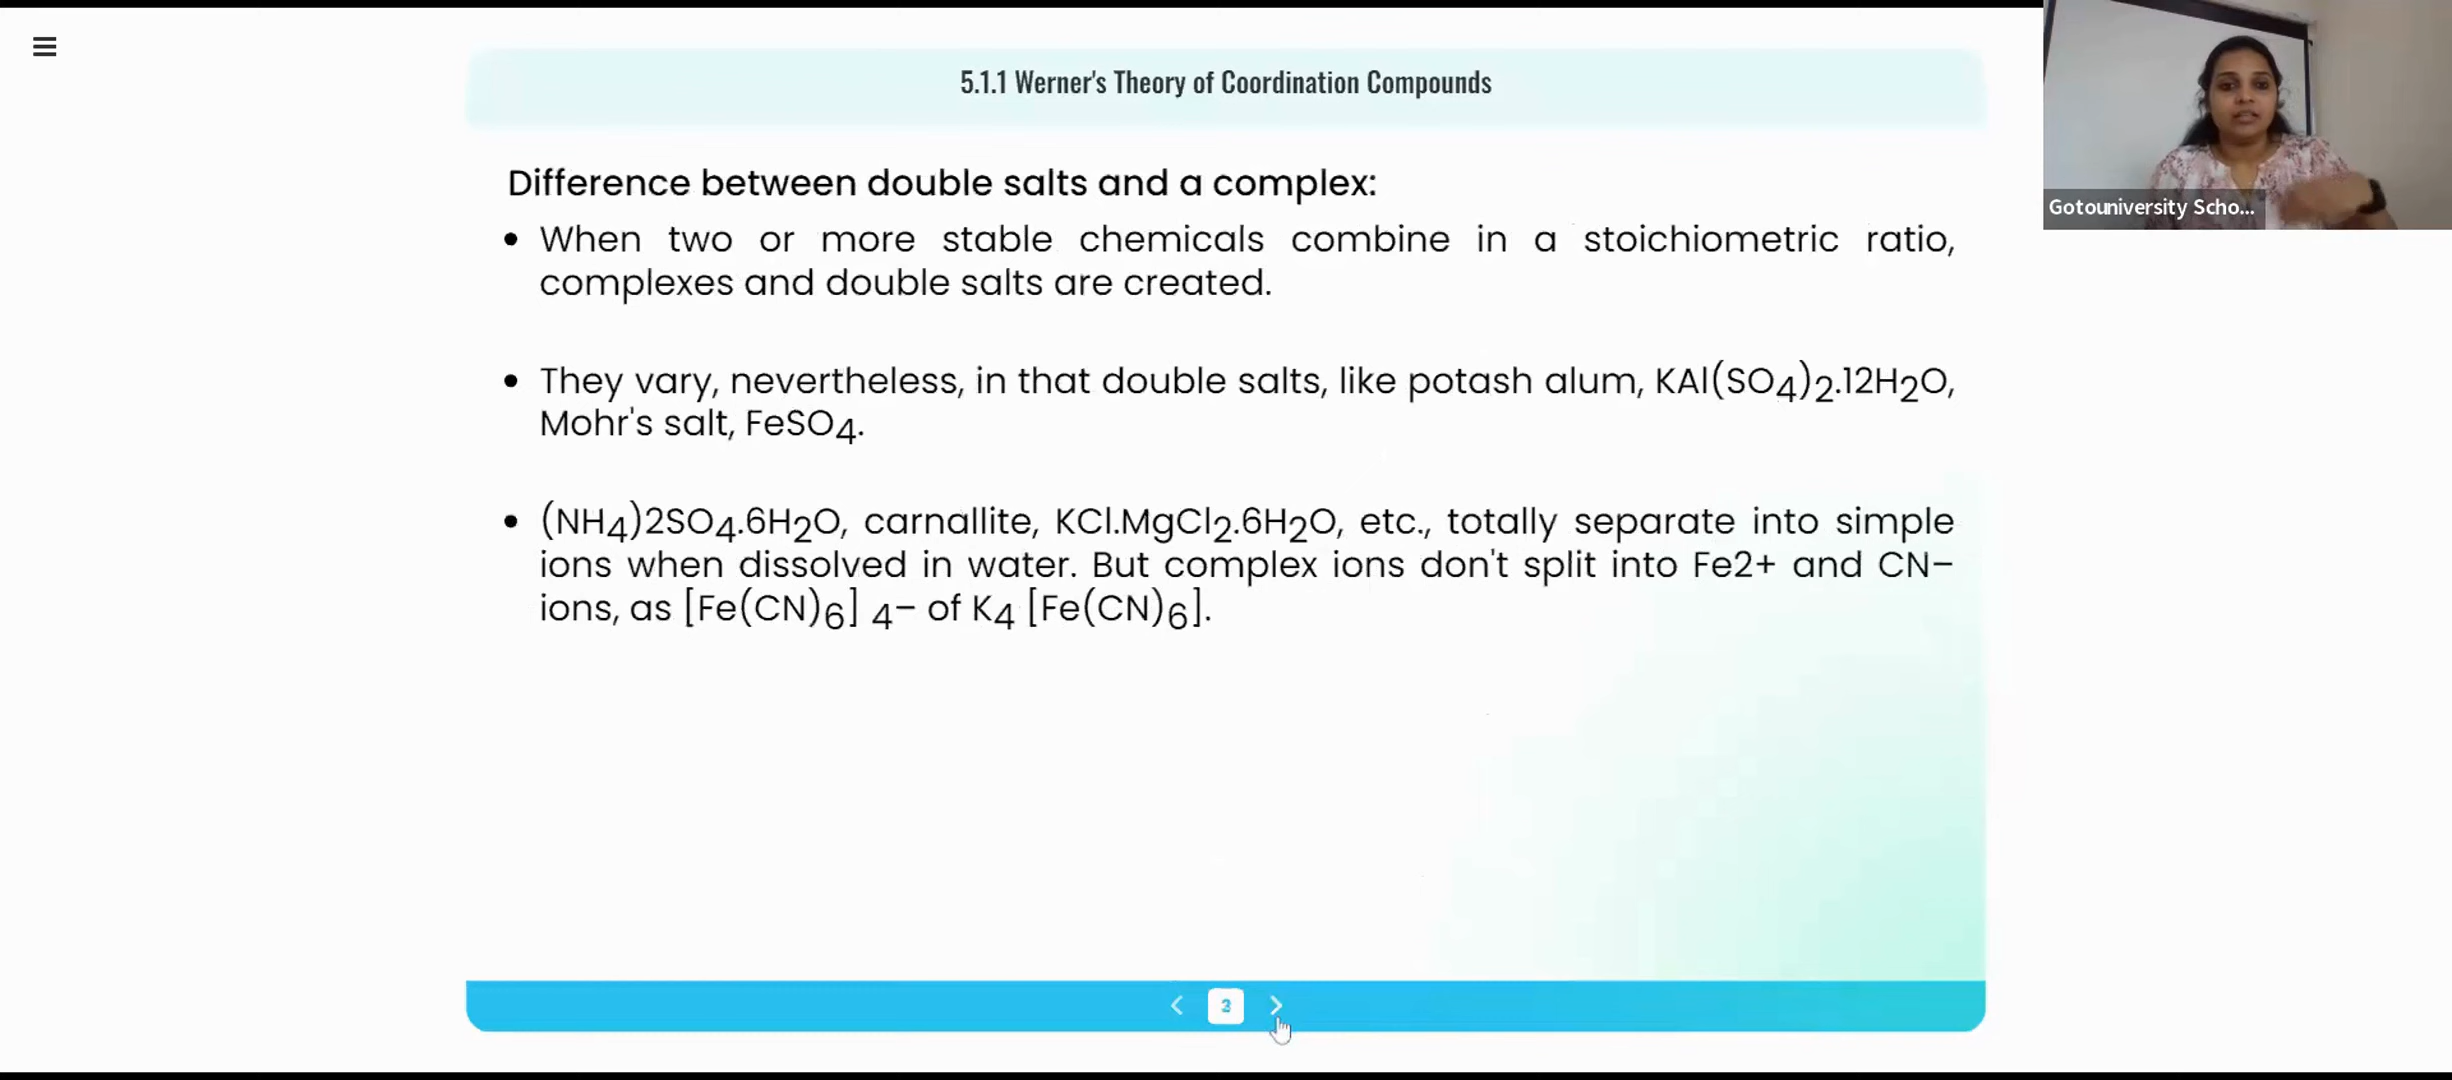 5.1.1 Werner's Theory of Coordination Compounds
Gotouniversity Scho...
Difference between double salts and a complex:
• When two or more stable chemicals combine in a stoichiometric ratio,
complexes and double salts are created.
• They vary, nevertheless, in that double salts, like potash alum, KAl(SO4)2.12H2O,
Mohr's salt, FeSO4.
• (NH4)2SO4.6H2O, carnallite, KCl.MgCl2.6H2O, etc., totally separate into simple
ions when dissolved in water. But complex ions don't split into Fe2+ and CN–
ions, as [Fe(CN)6] 4– of K4 [Fe(CN)6].